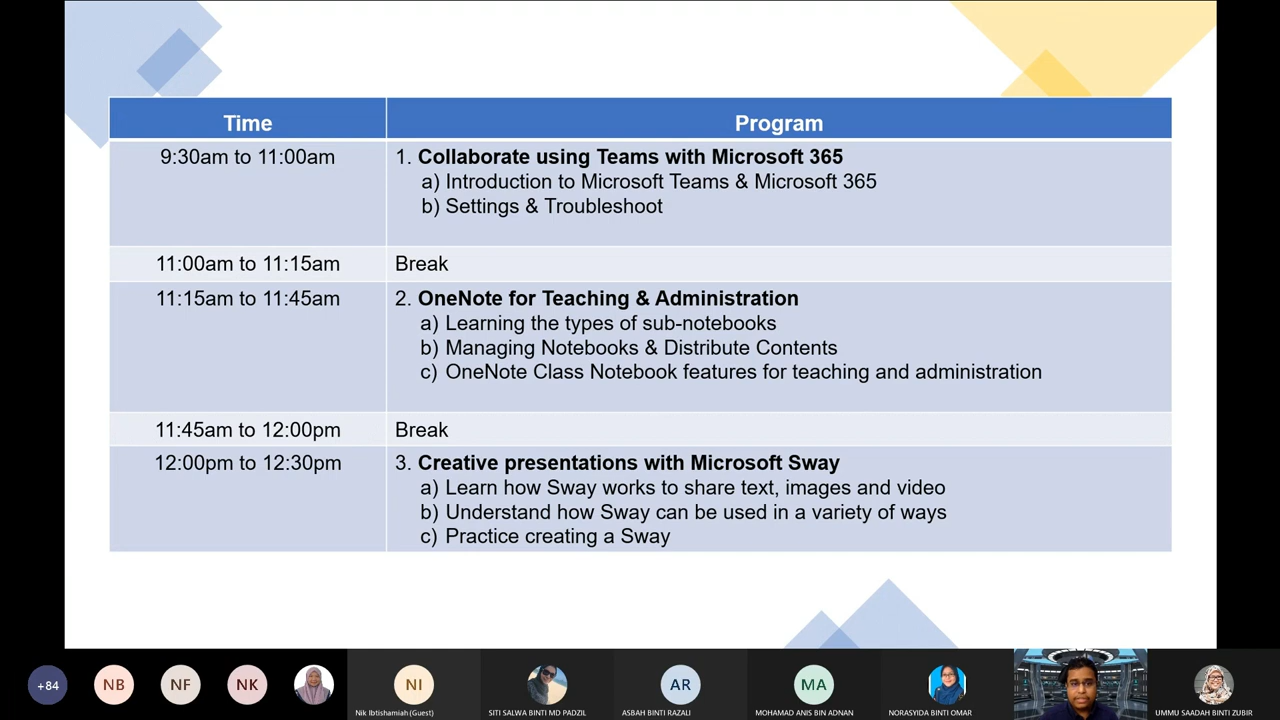 Time
Program
9:30am to 11:00am
1. Collaborate using Teams with Microsoft 365
a) Introduction to Microsoft Teams & Microsoft 365
b) Settings & Troubleshoot
11:00am to 11:15am
Break
11:15am to 11:45am
2. OneNote for Teaching & Administration
a) Learning the types of sub-notebooks
b) Managing Notebooks & Distribute Contents
c) OneNote Class Notebook features for teaching and administration
11:45am to 12:00pm
Break
12:00pm to 12:30pm
3. Creative presentations with Microsoft Sway
a) Learn how Sway works to share text, images and video
b) Understand how Sway can be used in a variety of ways
c) Practice creating a Sway
+84
NB
NF
NK
NI
AR
MA
Nik Ibtishamiah (Guest)
SITI SALWA BINTI MD PADZIL
ASBAH BINTI RAZALI
MOHAMAD ANIS BIN ADNAN
NORASYIDA BINTI OMAR
UMMU SAADAH BINTI ZUBIR